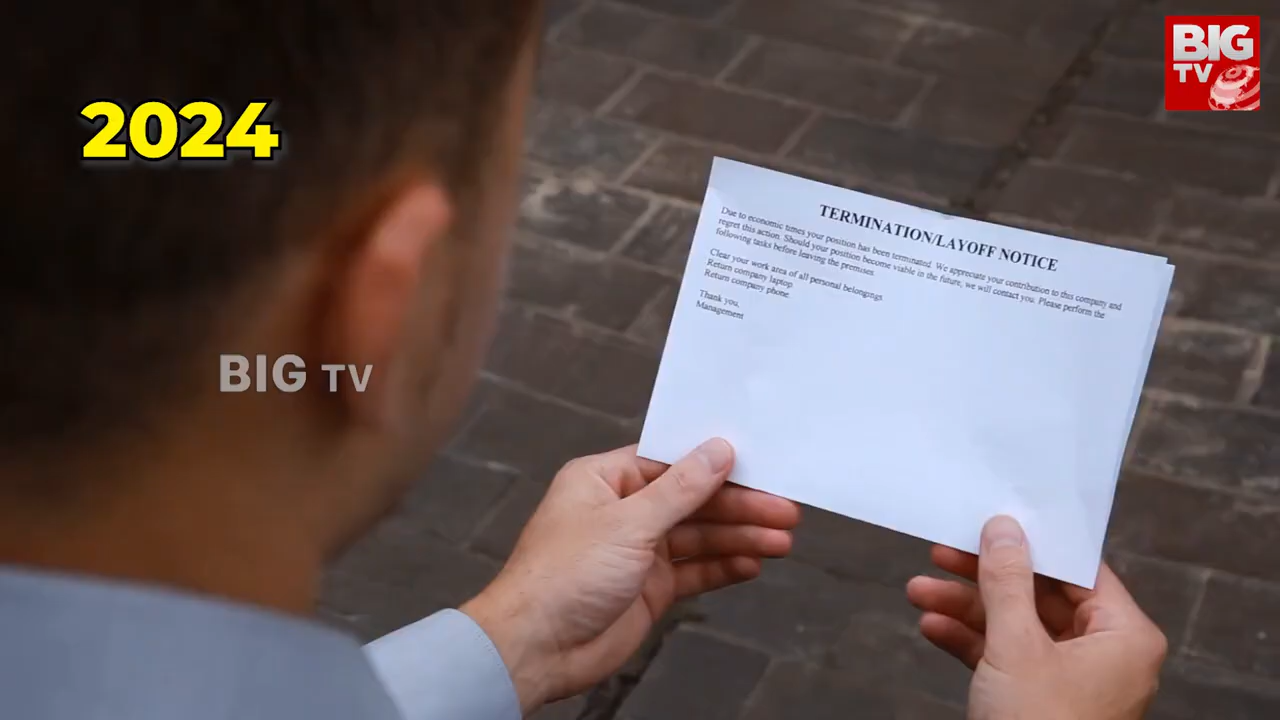 2024
BIG
TV
TERMINATION/LAYOFF NOTICE
Due to economic times your position has been terminated. We appreciate your contribution to this company and
regret this action. Should your position become viable in the future, we will contact you. Please perform the
following tasks before leaving the premises.
Clear your work area of all personal belongings.
Return company laptop.
Return company phone.
Thank you,
Management
BIG TV